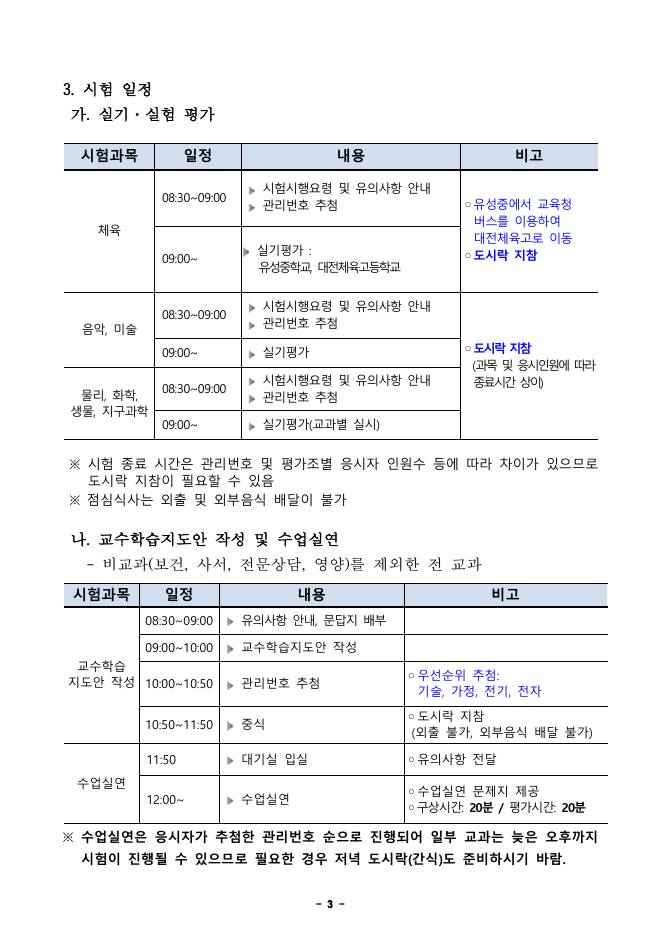 3. 시험 일정
가. 실기·실험 평가
시험과목 일정 내용 비고
체육
08:30~09:00
▶ 시험시행요령 및 유의사항 안내
▶ 관리번호 추첨
09:00~
▶ 실기평가 :
유성중학교, 대전체육고등학교
○ 유성중에서 교육청
버스를 이용하여
대전체육고로 이동
○ 도시락 지참
음악, 미술
08:30~09:00
▶ 시험시행요령 및 유의사항 안내
▶ 관리번호 추첨
09:00~
▶ 실기평가
○ 도시락 지참
(과목 및 응시인원에 따라
종료시간 상이)
물리, 화학,
생물, 지구과학
08:30~09:00
▶ 시험시행요령 및 유의사항 안내
▶ 관리번호 추첨
09:00~
▶ 실기평가(교과별 실시)
※ 시험 종료 시간은 관리번호 및 평가조별 응시자 인원수 등에 따라 차이가 있으므로
도시락 지참이 필요할 수 있음
※ 점심식사는 외출 및 외부음식 배달이 불가
나. 교수학습지도안 작성 및 수업실연
- 비교과(보건, 사서, 전문상담, 영양)를 제외한 전 교과
시험과목 일정 내용 비고
교수학습
지도안 작성
08:30~09:00 ▶ 유의사항 안내, 문답지 배부
09:00~10:00 ▶ 교수학습지도안 작성
10:00~10:50 ▶ 관리번호 추첨
○ 우선순위 추첨:
기술, 가정, 전기, 전자
10:50~11:50 ▶ 중식
○ 도시락 지참
(외출 불가, 외부음식 배달 불가)
수업실연
11:50 ▶ 대기실 입실 ○ 유의사항 전달
12:00~ ▶ 수업실연
○ 수업실연 문제지 제공
○ 구상시간: 20분 / 평가시간: 20분
※ 수업실연은 응시자가 추첨한 관리번호 순으로 진행되어 일부 교과는 늦은 오후까지
시험이 진행될 수 있으므로 필요한 경우 저녁 도시락(간식)도 준비하시기 바람.
- 3 -